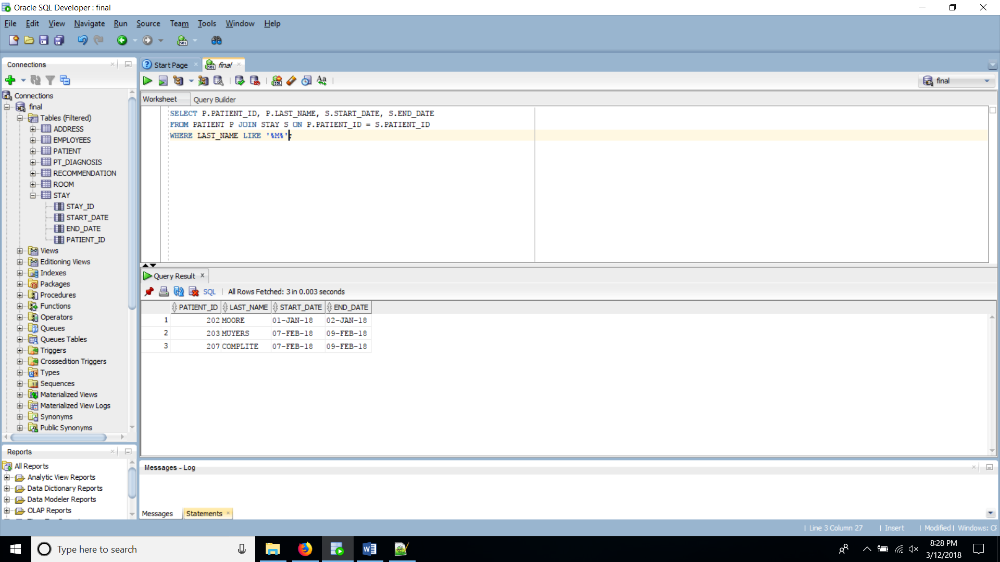 Oracle SQL Developer : final
File Edit View Navigate Run Source Team Tools Window Help
Connections
Connections
final
Tables (Filtered)
ADDRESS
EMPLOYEES
PATIENT
PT_DIAGNOSIS
RECOMMENDATION
ROOM
STAY
STAY_ID
START_DATE
END_DATE
PATIENT_ID
Views
Editioning Views
Indexes
Packages
Procedures
Functions
Operators
Queues
Queues Tables
Triggers
Crossedition Triggers
Types
Sequences
Materialized Views
Materialized View Logs
Synonyms
Public Synonyms
Reports
All Reports
Analytic View Reports
Data Dictionary Reports
Data Modeler Reports
OLAP Reports
Start Page final
final
Worksheet Query Builder
SELECT P.PATIENT_ID, P.LAST_NAME, S.START_DATE, S.END_DATE
FROM PATIENT P JOIN STAY S ON P.PATIENT_ID = S.PATIENT_ID
WHERE LAST_NAME LIKE '%M%';
Query Result
SQL All Rows Fetched: 3 in 0.003 seconds
PATIENT_ID LAST_NAME START_DATE END_DATE
1 202 MOORE 01-JAN-18 02-JAN-18
2 203 MUYERS 07-FEB-18 09-FEB-18
3 207 COMPLITE 07-FEB-18 09-FEB-18
Messages - Log
Messages Statements
Line 3 Column 27 Insert Modified Windows:
Type here to search
8:28 PM
3/12/2018